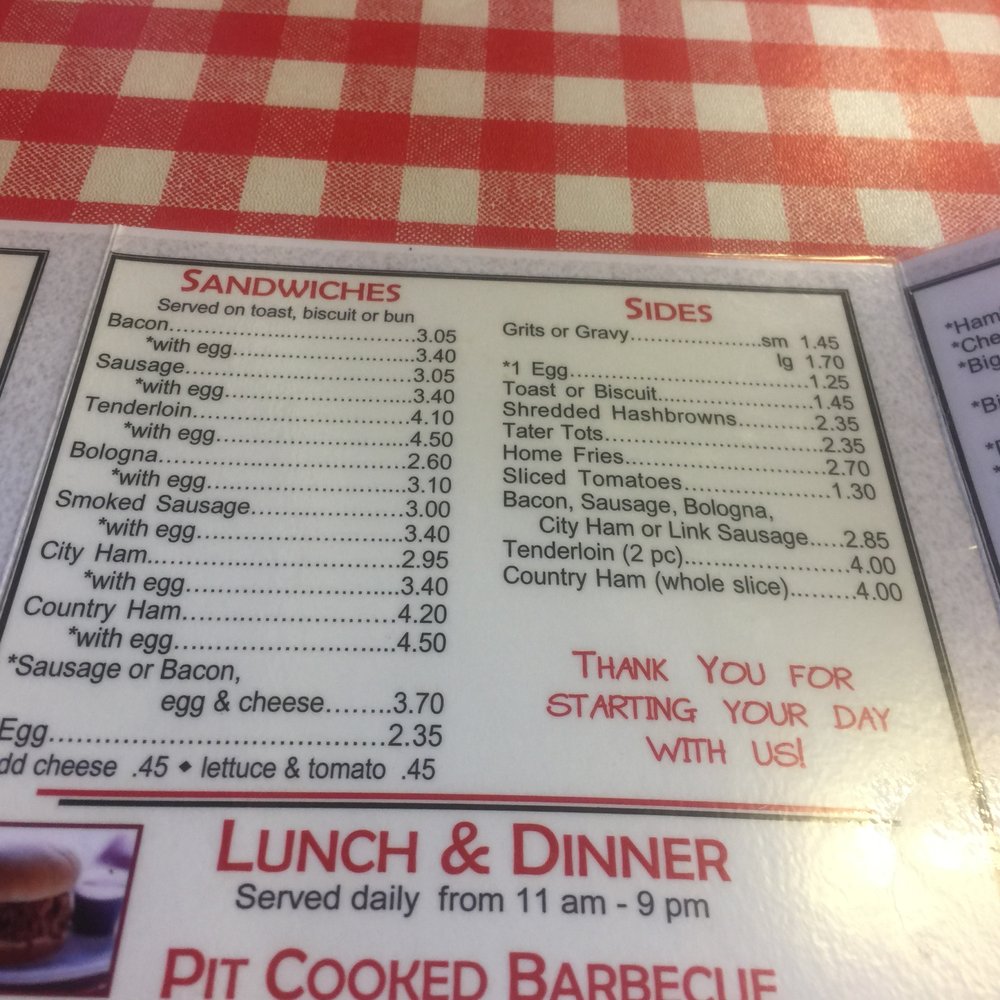 SANDWICHES
Served on toast, biscuit or bun
Bacon...3.05
*with egg...3.40
Sausage...3.05
*with egg...3.40
Tenderloin...4.10
*with egg...4.50
Bologna...2.60
*with egg...3.10
Smoked Sausage...3.00
*with egg...3.40
City Ham...2.95
*with egg...3.40
Country Ham...4.20
*with egg...4.50
*Sausage or Bacon,
egg & cheese...3.70
Egg...2.35
dd cheese .45 ♦ lettuce & tomato .45
SIDES
Grits or Gravy...sm 1.45
lg 1.70
*1 Egg...1.25
Toast or Biscuit...1.45
Shredded Hashbrowns...2.35
Tater Tots...2.35
Home Fries...2.70
Sliced Tomatoes...1.30
Bacon, Sausage, Bologna,
City Ham or Link Sausage...2.85
Tenderloin (2 pc)...4.00
Country Ham (whole slice)...4.00
THANK YOU FOR
STARTING YOUR DAY
WITH US!
LUNCH & DINNER
Served daily from 11 am - 9 pm
PIT COOKED BARBECUE
*Ham
*Che
*Big
*Bi